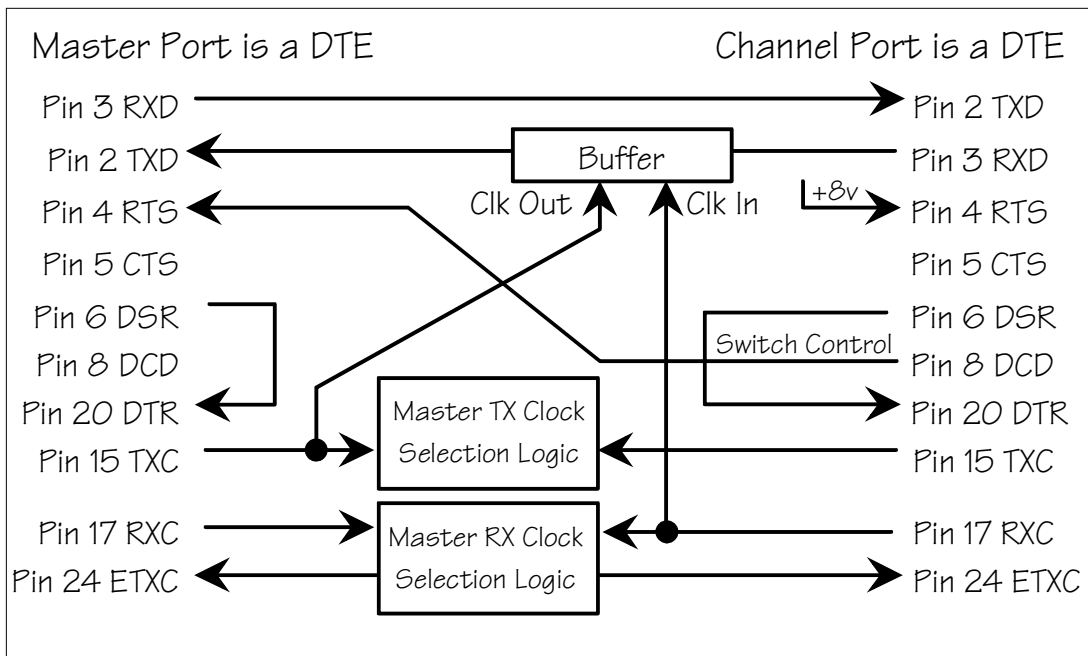 Master Port is a DTE
Channel Port is a DTE
Pin 3 RXD
Pin 2 TXD
Pin 2 TXD
Buffer
Pin 3 RXD
Pin 4 RTS
Clk Out
Clk In
+8v
Pin 4 RTS
Pin 5 CTS
Pin 5 CTS
Pin 6 DSR
Pin 6 DSR
Pin 8 DCD
Switch Control
Pin 8 DCD
Pin 20 DTR
Master TX Clock
Selection Logic
Pin 20 DTR
Pin 15 TXC
Pin 15 TXC
Pin 17 RXC
Master RX Clock
Selection Logic
Pin 17 RXC
Pin 24 ETXC
Pin 24 ETXC